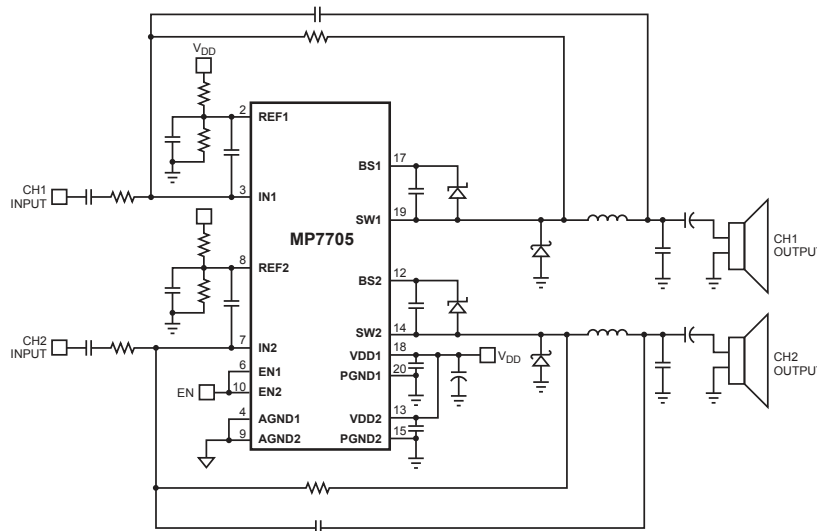 V_DD
2
REF1
17
BS1
CH1
INPUT
3
IN1
19
SW1
MP7705
CH1
OUTPUT
8
REF2
12
BS2
14
SW2
CH2
INPUT
7
IN2
18
VDD1
V_DD
20
PGND1
CH2
OUTPUT
6
EN1
EN
10
EN2
4
AGND1
13
VDD2
9
AGND2
15
PGND2